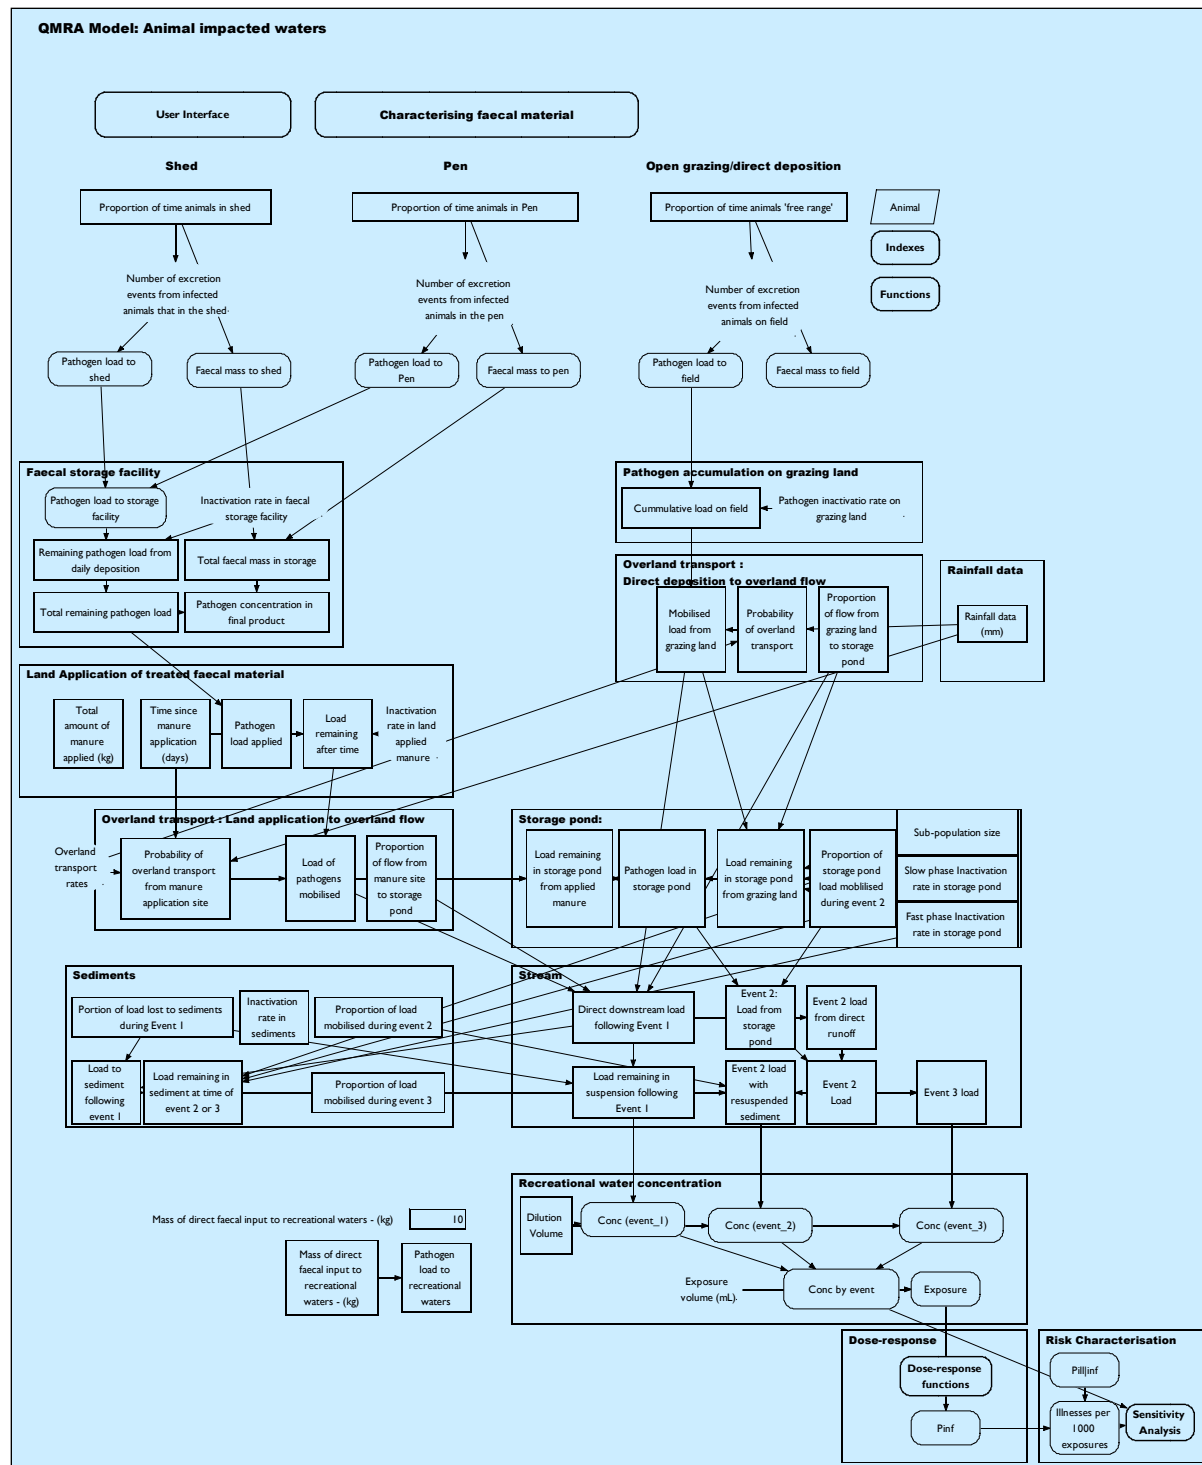 QMRA Model: Animal impacted waters
User Interface
Characterising faecal material
Shed
Pen
Open grazing/direct deposition
Proportion of time animals in shed
Proportion of time animals in Pen
Proportion of time animals 'free range'
Animal
Indexes
Functions
Number of excretion
events from infected
animals that in the shed
Number of excretion
events from infected
animals in the pen
Number of excretion
events from infected
animals on field
Pathogen load to
shed
Faecal mass to shed
Pathogen load to
Pen
Faecal mass to pen
Pathogen load to
field
Faecal mass to field
Faecal storage facility
Pathogen load to storage
facility
Inactivation rate in faecal
storage facility
Remaining pathogen load from
daily deposition
Total faecal mass in storage
Total remaining pathogen load
Pathogen concentration in
final product
Pathogen accumulation on grazing land
Cummulative load on field
Pathogen inactivatio rate on
grazing land
Overland transport :
Direct deposition to overland flow
Mobilised
load from
grazing land
Probability
of overland
transport
Proportion
of flow from
grazing land
to storage
pond
Rainfall data
Rainfall data
(mm)
Land Application of treated faecal material
Total
amount of
manure
applied (kg)
Time since
manure
application
(days)
Pathogen
load applied
Load
remaining
after time
Inactivation
rate in land
applied
manure
Overland transport : Land application to overland flow
Overland
transport
rates
Probability of
overland transport
from manure
application site
Load of
pathogens
mobilised
Proportion
of flow from
manure site
to storage
pond
Storage pond:
Load remaining
in storage pond
from applied
manure
Pathogen load in
storage pond
Load remaining
in storage pond
from grazing land
Proportion of
storage pond
load moblilised
during event 2
Sub-population size
Slow phase Inactivation
rate in storage pond
Fast phase Inactivation
rate in storage pond
Sediments
Portion of load lost to sediments
during Event 1
Inactivation
rate in
sediments
Proportion of load
mobilised during event 2
Load to
sediment
following
event 1
Load remaining in
sediment at time of
event 2 or 3
Proportion of load
mobilised during event 3
Stream
Direct downstream load
following Event 1
Event 2:
Load from
storage
pond
Event 2 load
from direct
runoff
Load remaining in
suspension following
Event 1
Event 2 load
with
resuspended
sediment
Event 2
Load
Event 3 load
Recreational water concentration
Dilution
Volume
Conc (event_1)
Conc (event_2)
Conc (event_3)
Exposure
volume (mL)
Conc by event
Exposure
Mass of direct faecal input to recreational waters - (kg)
10
Mass of direct
faecal input to
recreational
waters - (kg)
Pathogen
load to
recreational
waters
Dose-response
Dose-response
functions
Pinf
Risk Characterisation
Pill|inf
Illnesses per
1000
exposures
Sensitivity
Analysis